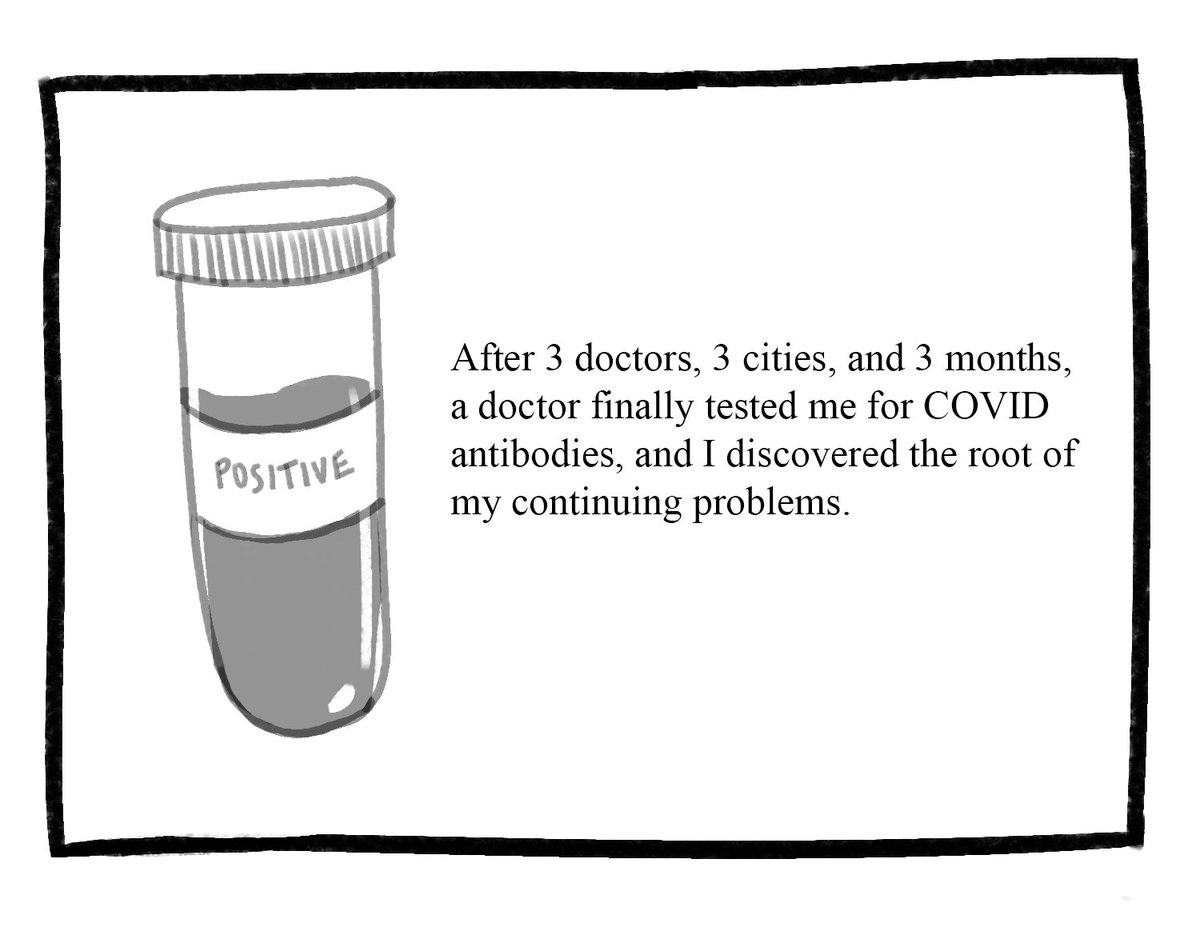 POSITIVE
After 3 doctors, 3 cities, and 3 months,
a doctor finally tested me for COVID
antibodies, and I discovered the root of
my continuing problems.